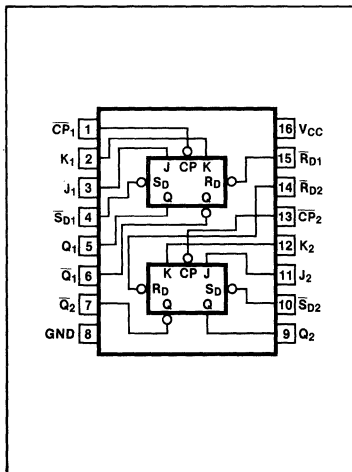 C̅P̅₁ 1
K₁ 2
J₁ 3
S̅D1 4
Q₁ 5
Q̅₁ 6
Q̅₂ 7
GND 8
16 VCC
15 R̅D1
14 R̅D2
13 C̅P̅₂
12 K₂
11 J₂
10 S̅D2
9 Q₂
J CP K
SD RD
Q Q
K CP J
RD SD
Q Q